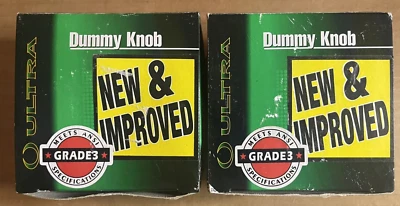 Dummy Knob
ULTRA
NEW &
IMPROVED
MEETS ANSI
GRADE3
SPECIFICATIONS
Dummy Knob
ULTRA
NEW &
IMPROVED
MEETS ANSI
GRADE3
SPECIFICATIONS